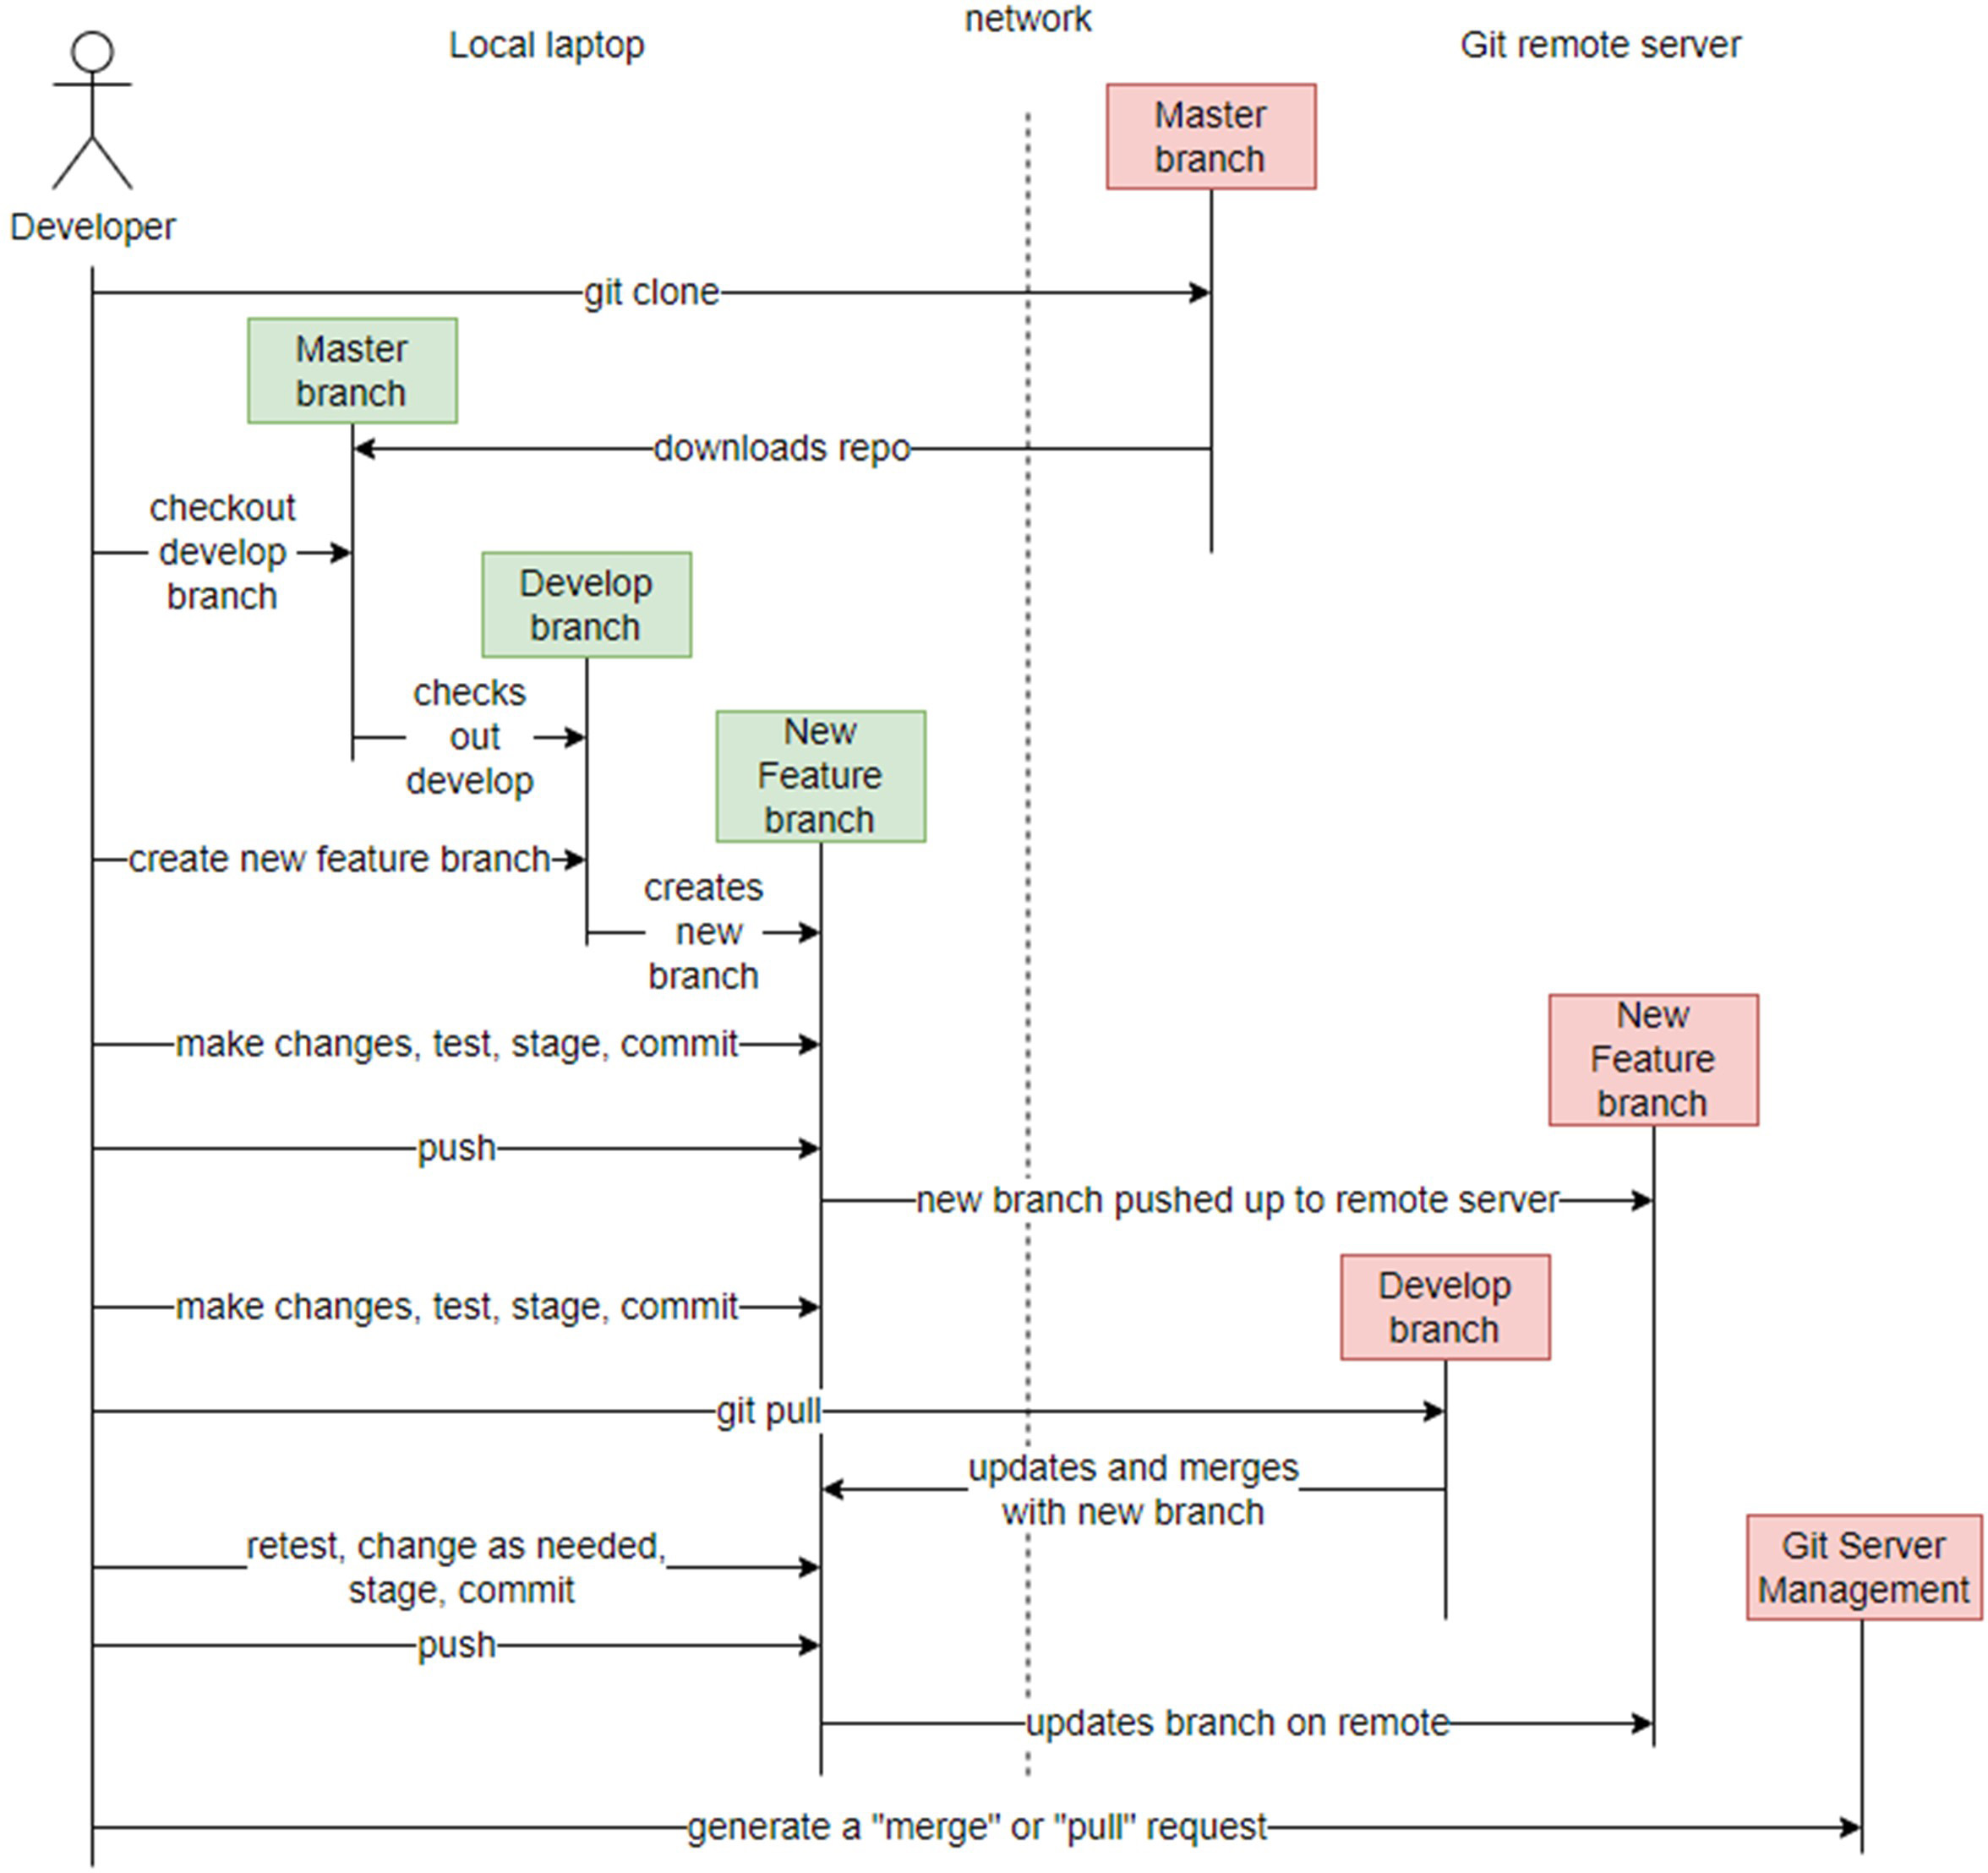 network
Local laptop
Git remote server
Master
branch
Developer
git clone
Master
branch
downloads repo
checkout
develop
branch
Develop
branch
checks
out
develop
New
Feature
branch
create new feature branch
creates
new
branch
New
Feature
branch
make changes, test, stage, commit
push
new branch pushed up to remote server
Develop
branch
make changes, test, stage, commit
git pull
updates and merges
with new branch
Git Server
Management
retest, change as needed,
stage, commit
push
updates branch on remote
generate a "merge" or "pull" request